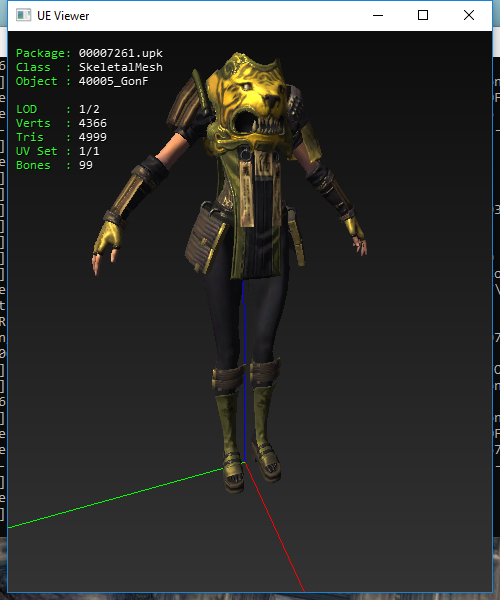 UE Viewer
Package: 00007261.upk
Class : SkeletalMesh
Object : 40005_GonF
LOD : 1/2
Verts : 4366
Tris : 4999
UV Set : 1/1
Bones : 99